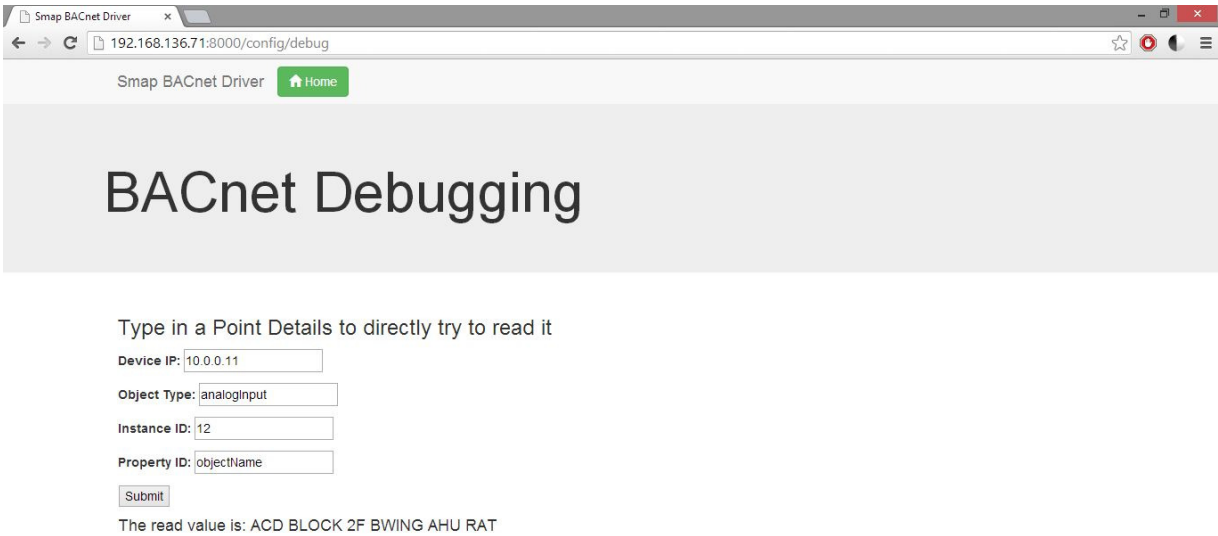 Smap BACnet Driver
192.168.136.71:8000/config/debug
Smap BACnet Driver Home
BACnet Debugging
Type in a Point Details to directly try to read it
Device IP: 10.0.0.11
Object Type: analogInput
Instance ID: 12
Property ID: objectName
Submit
The read value is: ACD BLOCK 2F BWING AHU RAT